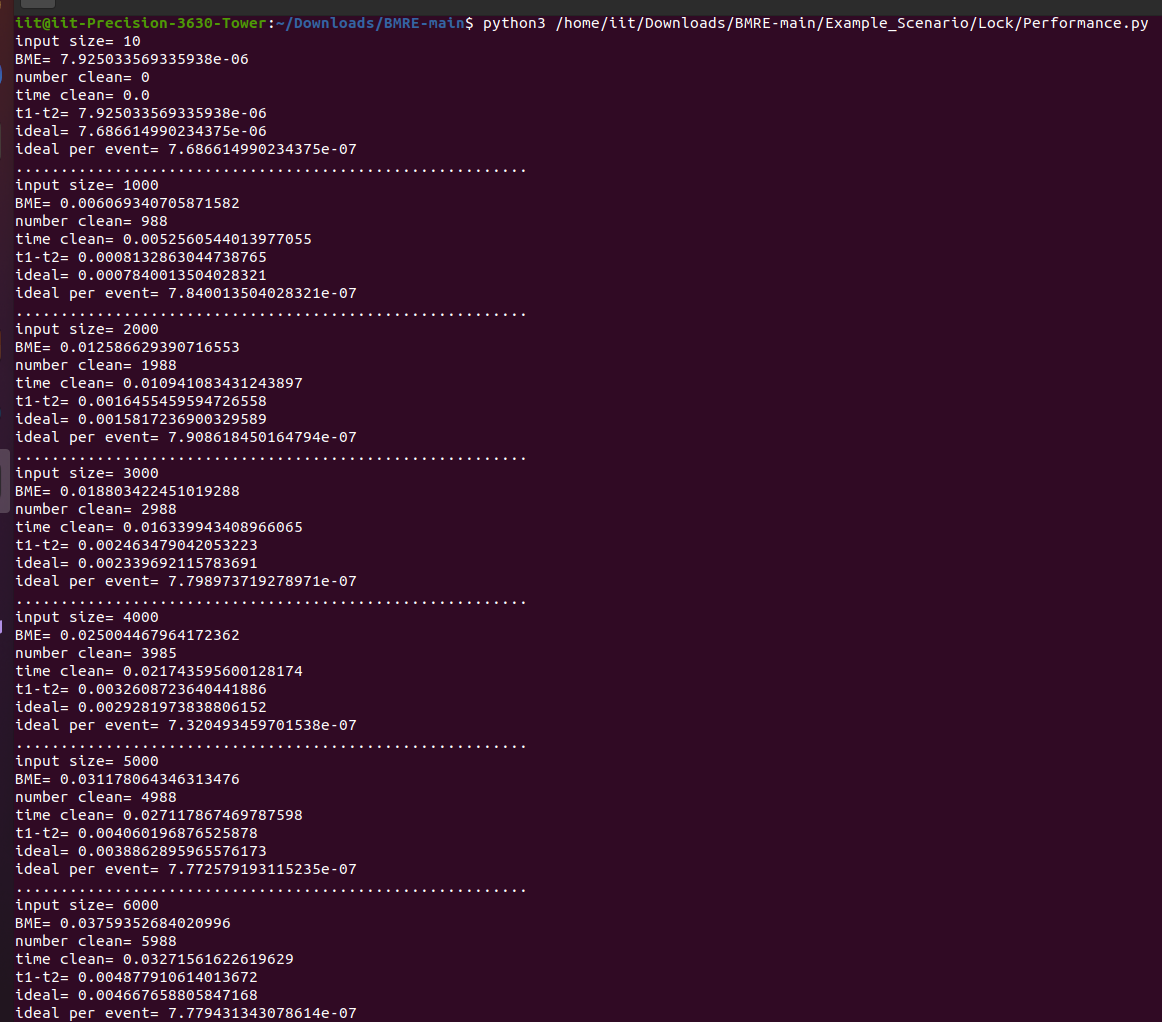 iit@iit-Precision-3630-Tower:~/Downloads/BMRE-main$ python3 /home/iit/Downloads/BMRE-main/Example_Scenario/Lock/Performance.py
input size= 10
BME= 7.925033569335938e-06
number clean= 0
time clean= 0.0
t1-t2= 7.925033569335938e-06
ideal= 7.686614990234375e-06
ideal per event= 7.686614990234375e-07
.........................................................
input size= 1000
BME= 0.006069340705871582
number clean= 988
time clean= 0.0052560544013977055
t1-t2= 0.0008132863044738765
ideal= 0.0007840013504028321
ideal per event= 7.840013504028321e-07
.........................................................
input size= 2000
BME= 0.012586629390716553
number clean= 1988
time clean= 0.010941083431243897
t1-t2= 0.0016455459594726558
ideal= 0.0015817236900329589
ideal per event= 7.908618450164794e-07
.........................................................
input size= 3000
BME= 0.018803422451019288
number clean= 2988
time clean= 0.016339943408966065
t1-t2= 0.002463479042053223
ideal= 0.002339692115783691
ideal per event= 7.798973719278971e-07
.........................................................
input size= 4000
BME= 0.025004467964172362
number clean= 3985
time clean= 0.021743595600128174
t1-t2= 0.0032608723640441886
ideal= 0.0029281973838806152
ideal per event= 7.320493459701538e-07
.........................................................
input size= 5000
BME= 0.031178064346313476
number clean= 4988
time clean= 0.027117867469787598
t1-t2= 0.004060196876525878
ideal= 0.0038862895965576173
ideal per event= 7.772579193115235e-07
.........................................................
input size= 6000
BME= 0.03759352684020996
number clean= 5988
time clean= 0.03271561622619629
t1-t2= 0.004877910614013672
ideal= 0.004667658805847168
ideal per event= 7.779431343078614e-07